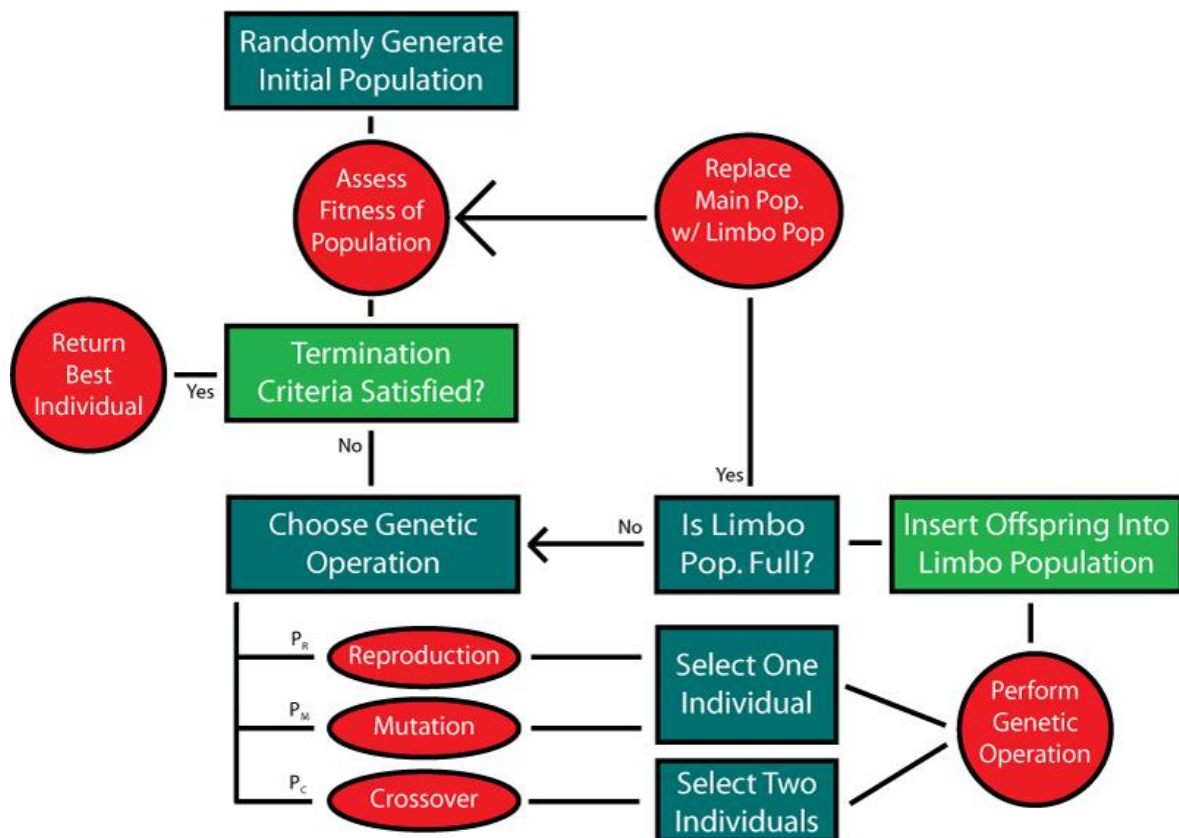 Randomly Generate
Initial Population
Assess
Fitness of
Population
Replace
Main Pop.
w/ Limbo Pop
Return
Best
Individual
Yes
Termination
Criteria Satisfied?
No
Yes
Choose Genetic
Operation
No
Is Limbo
Pop. Full?
Insert Offspring Into
Limbo Population
PR
Reproduction
Select One
Individual
PM
Mutation
Perform
Genetic
Operation
PC
Crossover
Select Two
Individuals